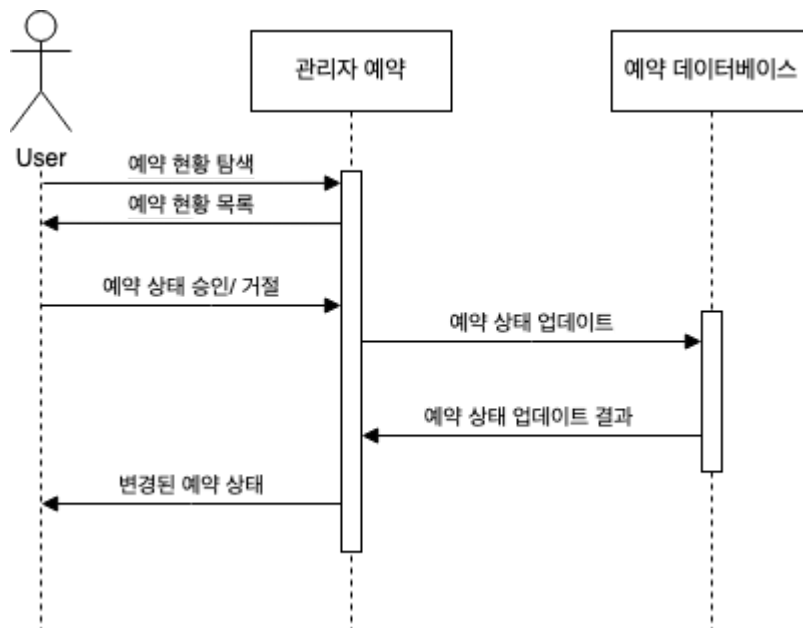 관리자 예약
예약 데이터베이스
User
예약 현황 탐색
예약 현황 목록
예약 상태 승인/ 거절
예약 상태 업데이트
예약 상태 업데이트 결과
변경된 예약 상태